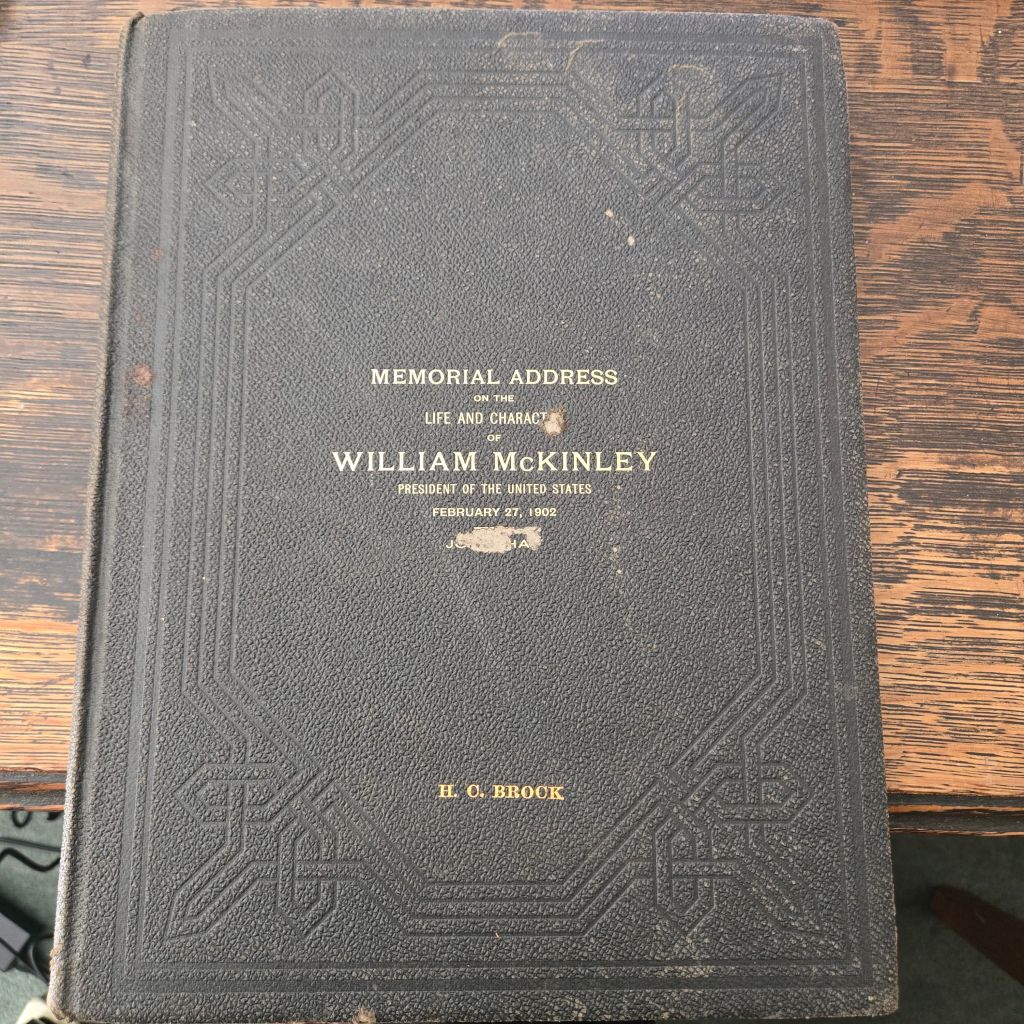 MEMORIAL ADDRESS
ON THE
LIFE AND
OF
WILLIAM McKINLEY
PRESIDENT OF THE UNITED STATES
FEBRUARY 27, 1902
H. C. BROCK